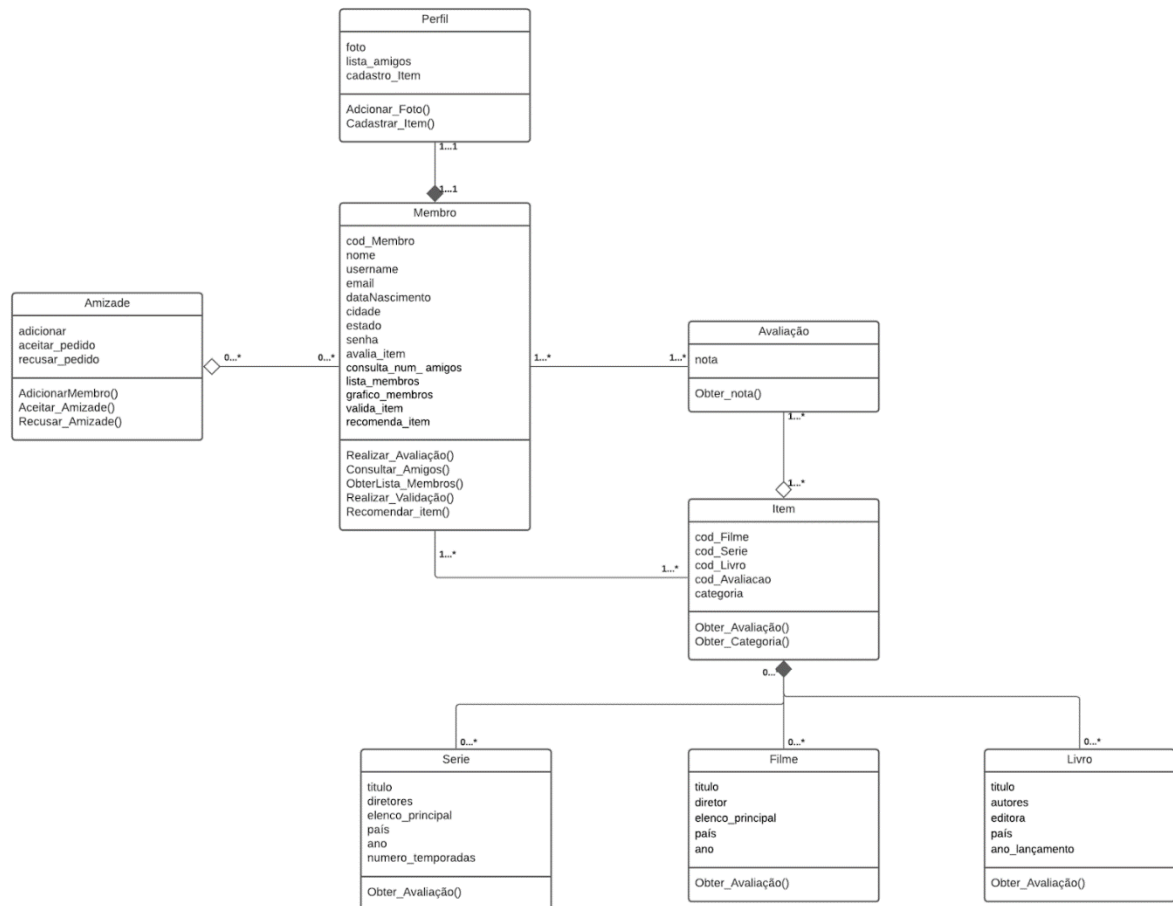 Perfil
foto
lista_amigos
cadastro_Item
Adcionar_Foto()
Cadastrar_Item()
1...1
1...1
Membro
cod_Membro
nome
username
email
dataNascimento
cidade
estado
senha
avalia_item
consulta_num_ amigos
lista_membros
grafico_membros
valida_item
recomenda_item
Realizar_Avaliação()
Consultar_Amigos()
ObterLista_Membros()
Realizar_Validação()
Recomendar_item()
Amizade
adicionar
aceitar_pedido
recusar_pedido
AdicionarMembro()
Aceitar_Amizade()
Recusar_Amizade()
0...*
0...*
1...*
1...*
Avaliação
nota
Obter_nota()
1...*
1...*
1...*
1...*
Item
cod_Filme
cod_Serie
cod_Livro
cod_Avaliacao
categoria
Obter_Avaliação()
Obter_Categoria()
0...
0...*
0...*
0...*
Serie
titulo
diretores
elenco_principal
país
ano
numero_temporadas
Obter_Avaliação()
Filme
titulo
diretor
elenco_principal
país
ano
Obter_Avaliação()
Livro
titulo
autores
editora
país
ano_lançamento
Obter_Avaliação()